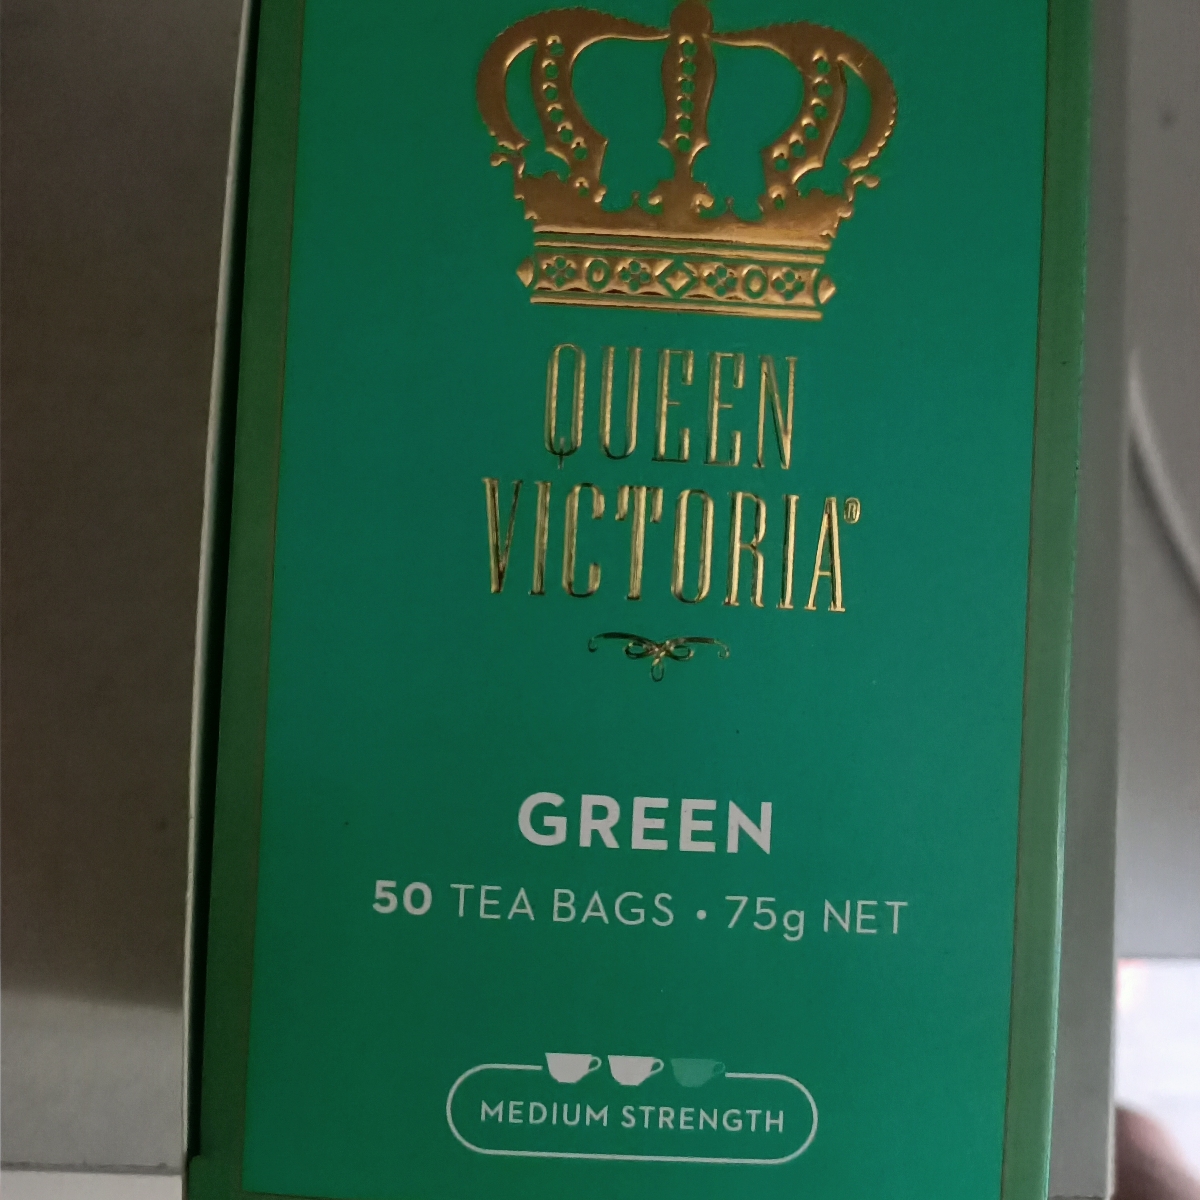 QUEEN
VICTORIA®
GREEN
50 TEA BAGS • 75g NET
MEDIUM STRENGTH